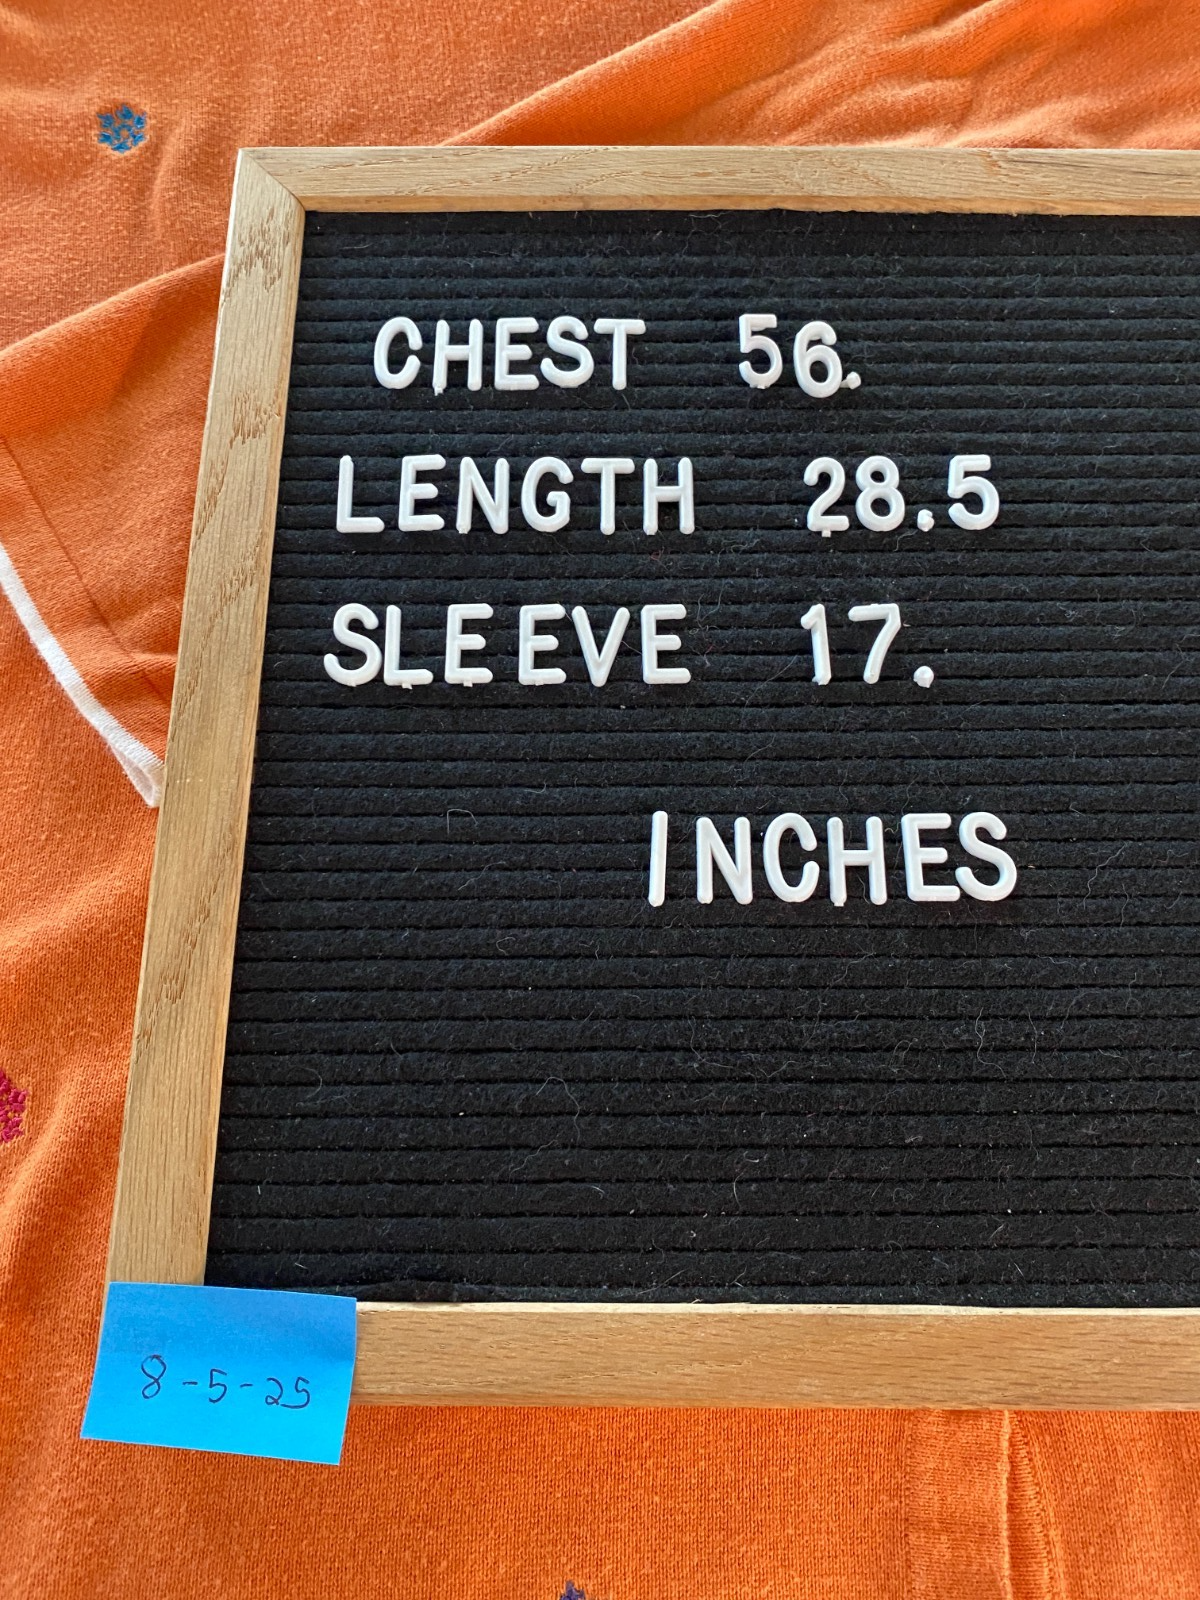 CHEST 56.
LENGTH 28.5
SLEEVE 17.
INCHES
8-5-25